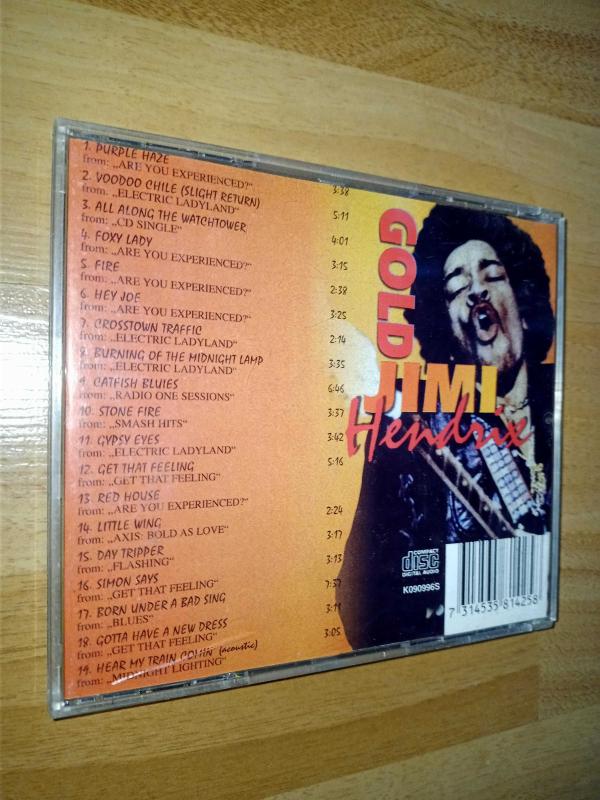 1. PURPLE HAZE 3:38
from: „ARE YOU EXPERIENCED?"
2. VOODOO CHILE (SLIGHT RETURN) 5:11
from: „ELECTRIC LADYLAND"
3. ALL ALONG THE WATCHTOWER 4:01
from: „CD SINGLE"
4. FOXY LADY 3:15
from: „ARE YOU EXPERIENCED?"
5. FIRE 2:38
from: „ARE YOU EXPERIENCED?"
6. HEY JOE 3:25
from: „ARE YOU EXPERIENCED?"
7. CROSSTOWN TRAFFIC 2:14
from: „ELECTRIC LADYLAND"
8. BURNING OF THE MIDNIGHT LAMP 3:35
from: „ELECTRIC LADYLAND"
9. CATFISH BLUIES 6:46
from: „RADIO ONE SESSIONS"
10. STONE FIRE 3:37
from: „SMASH HITS"
11. GYPSY EYES 3:42
from: „ELECTRIC LADYLAND"
12. GET THAT FEELING 5:16
from: „GET THAT FEELING"
13. RED HOUSE
from: „ARE YOU EXPERIENCED?"
14. LITTLE WING 2:24
from: „AXIS: BOLD AS LOVE"
15. DAY TRIPPER 3:17
from: „FLASHING"
16. SIMON SAYS 3:13
from: „GET THAT FEELING"
17. BORN UNDER A BAD SING 7:37
from: „BLUES"
18. GOTTA HAVE A NEW DRESS 3:11
from: „GET THAT FEELING"
19. HEAR MY TRAIN COMIN' (acoustic) 3:05
from: „MIDNIGHT LIGHTING"
GOLD
JIMI
Hendrix
COMPACT
disc
DIGITAL AUDIO
K090996S
7 314535 814258